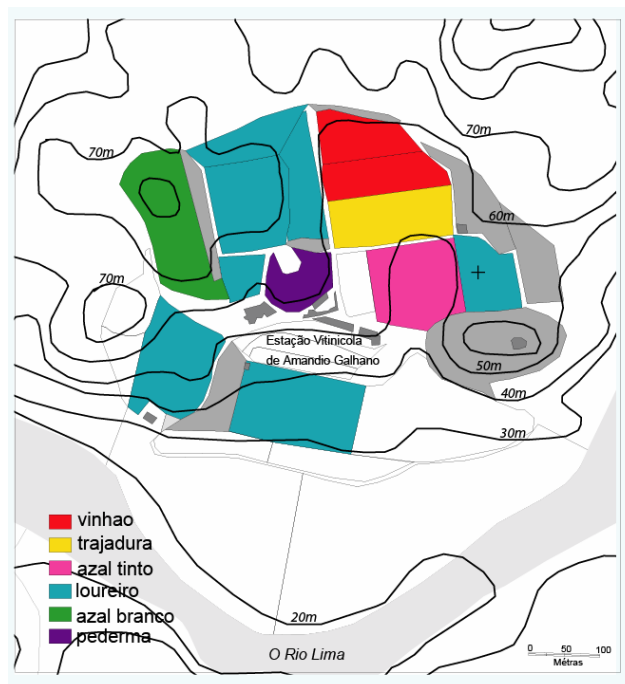 70m
70m
60m
70m
Estação Vitinicola
de Amandio Galhano
50m
40m
30m
vinhao
trajadura
azal tinto
loureiro
azal branco
pederma
20m
O Rio Lima
0 50 100
Métras